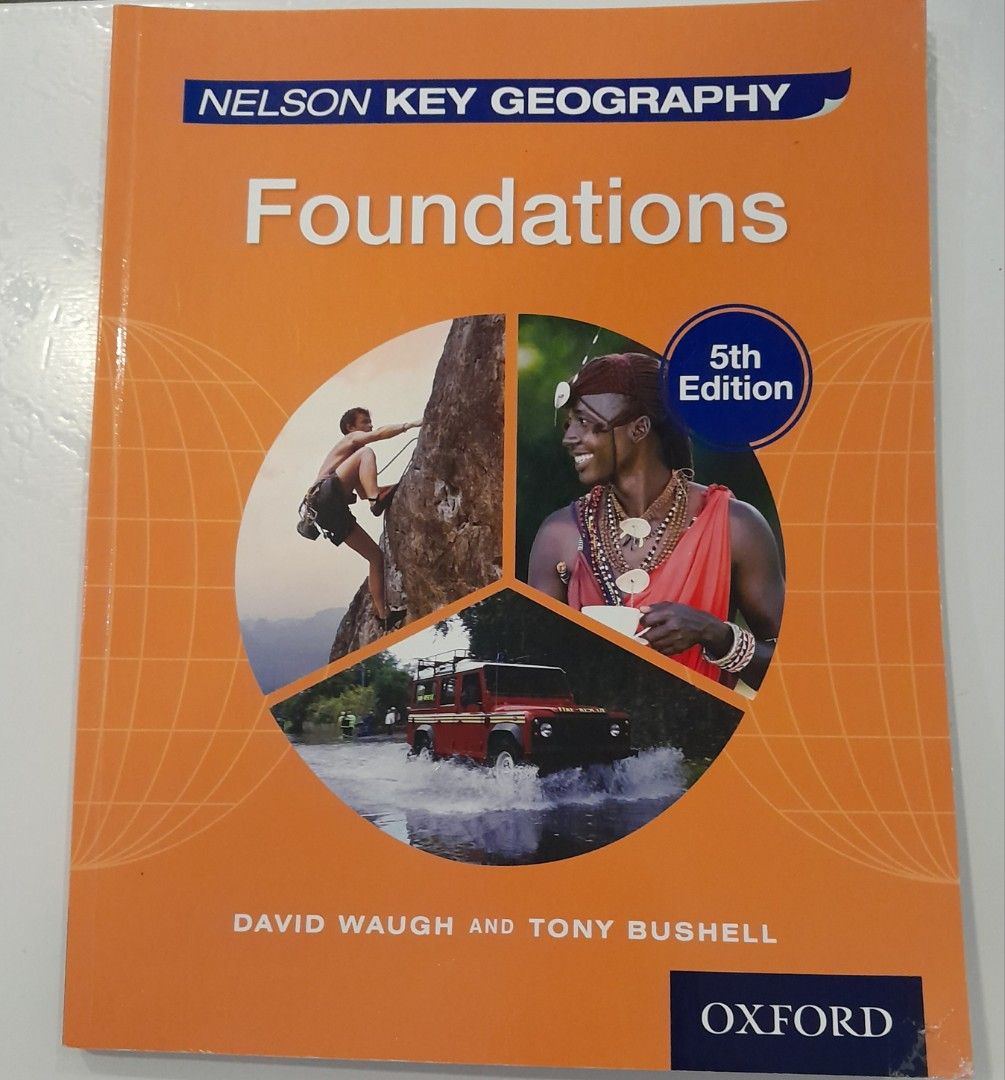 NELSON KEY GEOGRAPHY
Foundations
5th
Edition
DAVID WAUGH AND TONY BUSHELL
OXFORD